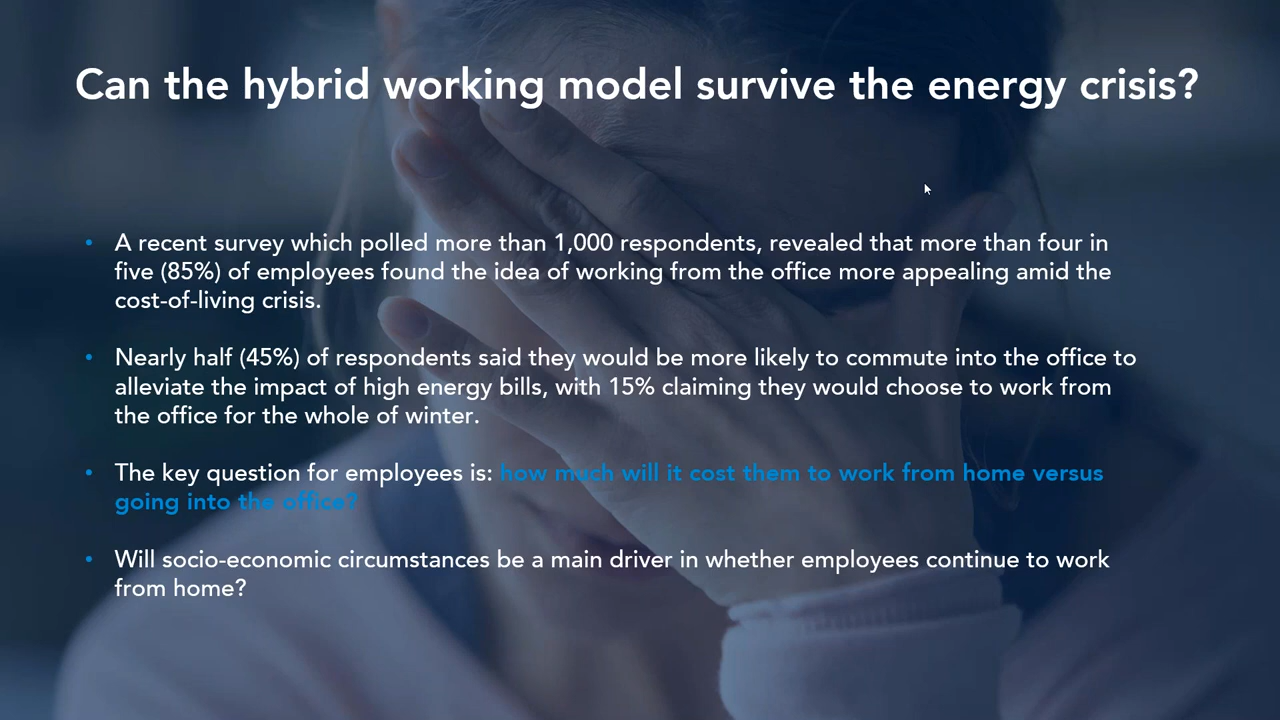 Can the hybrid working model survive the energy crisis?
• A recent survey which polled more than 1,000 respondents, revealed that more than four in
five (85%) of employees found the idea of working from the office more appealing amid the
cost-of-living crisis.
• Nearly half (45%) of respondents said they would be more likely to commute into the office to
alleviate the impact of high energy bills, with 15% claiming they would choose to work from
the office for the whole of winter.
• The key question for employees is: how much will it cost them to work from home versus
going into the office?
• Will socio-economic circumstances be a main driver in whether employees continue to work
from home?